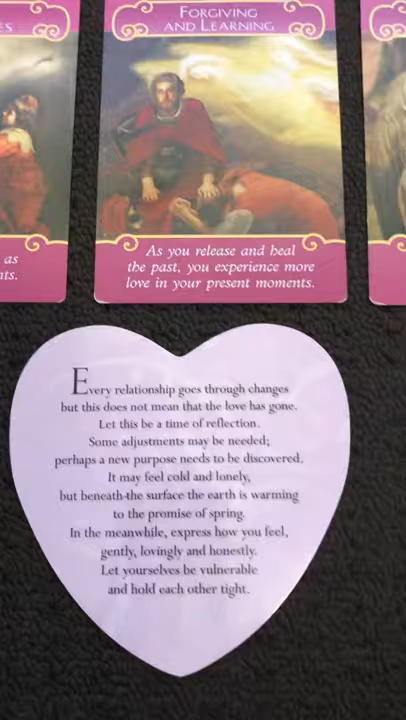 ES
FORGIVING
AND LEARNING
as
nts.
As you release and heal
the past, you experience more
love in your present moments.
Every relationship goes through changes
but this does not mean that the love has gone.
Let this be a time of reflection.
Some adjustments may be needed;
perhaps a new purpose needs to be discovered.
It may feel cold and lonely,
but beneath the surface the earth is warming
to the promise of spring.
In the meanwhile, express how you feel,
gently, lovingly and honestly.
Let yourselves be vulnerable
and hold each other tight.